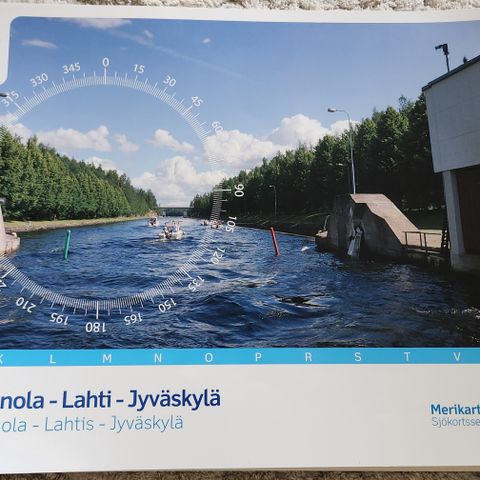 345 0 15 30 45 60 90 105 120 135 150 165 180 195 210 315 330
K L M N O P R S T V
nola - Lahti - Jyväskylä
ola - Lahtis - Jyväskylä
Merikart
Sjökortsse